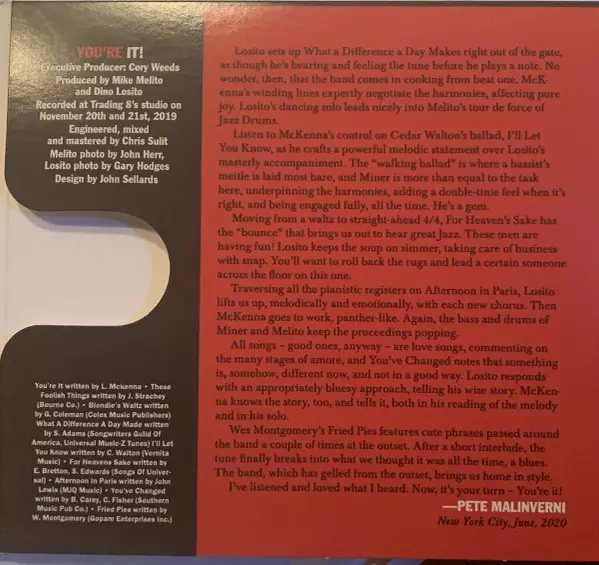 YOU'RE IT!
Executive Producer: Cory Weeds
Produced by Mike Melito
and Dino Losito
Recorded at Trading 8's studio on
November 20th and 21st, 2019
Engineered, mixed
and mastered by Chris Sulit
Melito photo by John Herr,
Losito photo by Gary Hodges
Design by John Sellards
You're It written by L. Mckenna • These
Foolish Things written by J. Strachey
(Bourne Co.) • Blondie's Waltz written
by G. Coleman (Colex Music Publishers)
What A Difference A Day Made written
by S. Adams (Songwriters Guild Of
America, Universal Music-Z Tunes) I'll Let
You Know written by C. Walton (Vernita
Music) • For Heavens Sake written by
E. Bretton, S. Edwards (Songs Of Univer-
sal) • Afternoon In Paris written by John
Lewis (MJQ Music) • You've Changed
written by B. Carey, C. Fisher (Southern
Music Pub Co.) • Fried Pies written by
W. Montgomery (Gopam Enterprises Inc.)
Losito sets up What a Difference a Day Makes right out of the gate,
as though he's hearing and feeling the tune before he plays a note. No
wonder, then, that the band comes in cooking from beat one. McK-
enna's winding lines expertly negotiate the harmonies, affecting pure
joy. Losito's dancing solo leads nicely into Melito's tour de force of
Jazz Drums.
Listen to McKenna's control on Cedar Walton's ballad, I'll Let
You Know, as he crafts a powerful melodic statement over Losito's
masterly accompaniment. The "walking ballad" is where a bassist's
mettle is laid most bare, and Miner is more than equal to the task
here, underpinning the harmonies, adding a double-time feel when it's
right, and being engaged fully, all the time. He's a gem.
Moving from a waltz to straight-ahead 4/4, For Heaven's Sake has
the "bounce" that brings us out to hear great Jazz. These men are
having fun! Losito keeps the soup on simmer, taking care of business
with snap. You'll want to roll back the rugs and lead a certain someone
across the floor on this one.
Traversing all the pianistic registers on Afternoon in Paris, Losito
lifts us up, melodically and emotionally, with each new chorus. Then
McKenna goes to work, panther-like. Again, the bass and drums of
Miner and Melito keep the proceedings popping.
All songs – good ones, anyway – are love songs, commenting on
the many stages of amore, and You've Changed notes that something
is, somehow, different now, and not in a good way. Losito responds
with an appropriately bluesy approach, telling his wize story. McKen-
na knows the story, too, and tells it, both in his reading of the melody
and in his solo.
Wes Montgomery's Fried Pies features cute phrases passed around
the band a couple of times at the outset. After a short interlude, the
tune finally breaks into what we thought it was all the time, a blues.
The band, which has gelled from the outset, brings us home in style.
I've listened and loved what I heard. Now, it's your turn – You're it!
—PETE MALINVERNI
New York City, June, 2020